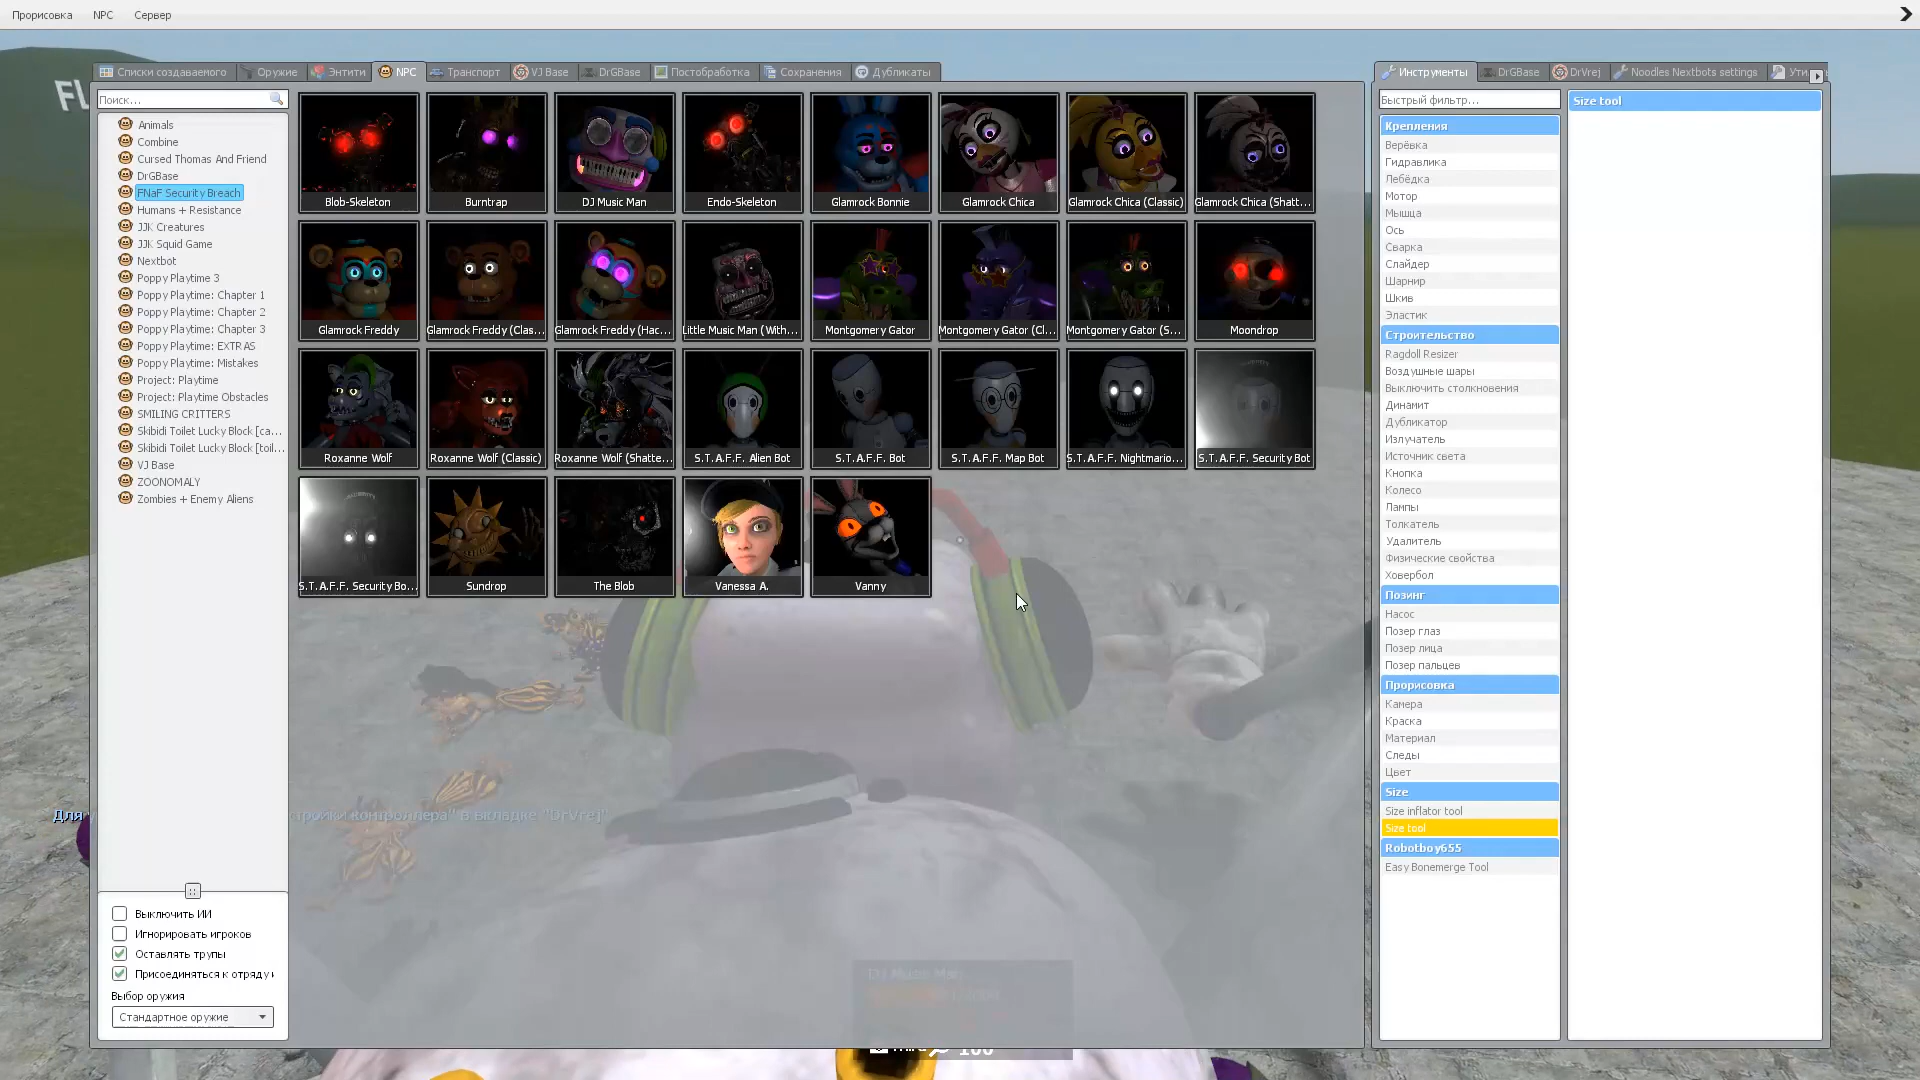 Прорисовка NPC Сервер
Списки создаваемого Оружие Энтити NPC Транспорт VJ Base DrGBase Постобработка Сохранения Дубликаты
Поиск...
Animals
Combine
Cursed Thomas And Friend
DrGBase
FNaF Security Breach
Humans + Resistance
JJK Creatures
JJK Squid Game
Nextbot
Poppy Playtime 3
Poppy Playtime: Chapter 1
Poppy Playtime: Chapter 2
Poppy Playtime: Chapter 3
Poppy Playtime: EXTRAS
Poppy Playtime: Mistakes
Project: Playtime
Project: Playtime Obstacles
SMILING CRITTERS
Skibidi Toilet Lucky Block [ca...
Skibidi Toilet Lucky Block [toil...
VJ Base
ZOONOMALY
Zombies + Enemy Aliens
Выключить ИИ
Игнорировать игроков
Оставлять трупы
Присоединяться к отряду
Выбор оружия
Стандартное оружие
Blob-Skeleton Burntrap DJ Music Man Endo-Skeleton Glamrock Bonnie Glamrock Chica Glamrock Chica (Classic) Glamrock Chica (Shatt...
Glamrock Freddy Glamrock Freddy (Clas... Glamrock Freddy (Hac... Little Music Man (With... Montgomery Gator Montgomery Gator (Cl... Montgomery Gator (S... Moondrop
Roxanne Wolf Roxanne Wolf (Classic) Roxanne Wolf (Shatte... S.T.A.F.F. Alien Bot S.T.A.F.F. Bot S.T.A.F.F. Map Bot S.T.A.F.F. Nightmario... S.T.A.F.F. Security Bot
S.T.A.F.F. Security Bo... Sundrop The Blob Vanessa A. Vanny
Для тройки контроллера" в вкладке "DrVrej"
DJ Music Man
100
Инструменты DrGBase DrVrej Noodles Nextbots settings Ути
Быстрый фильтр...
Крепления
Верёвка
Гидравлика
Лебёдка
Мотор
Мышца
Ось
Сварка
Слайдер
Шарнир
Шкив
Эластик
Строительство
Ragdoll Resizer
Воздушные шары
Выключить столкновения
Динамит
Дубликатор
Излучатель
Источник света
Кнопка
Колесо
Лампы
Толкатель
Удалитель
Физические свойства
Ховербол
Позинг
Насос
Позер глаз
Позер лица
Позер пальцев
Прорисовка
Камера
Краска
Материал
Следы
Цвет
Size
Size inflator tool
Size tool
Robotboy655
Easy Bonemerge Tool
Size tool